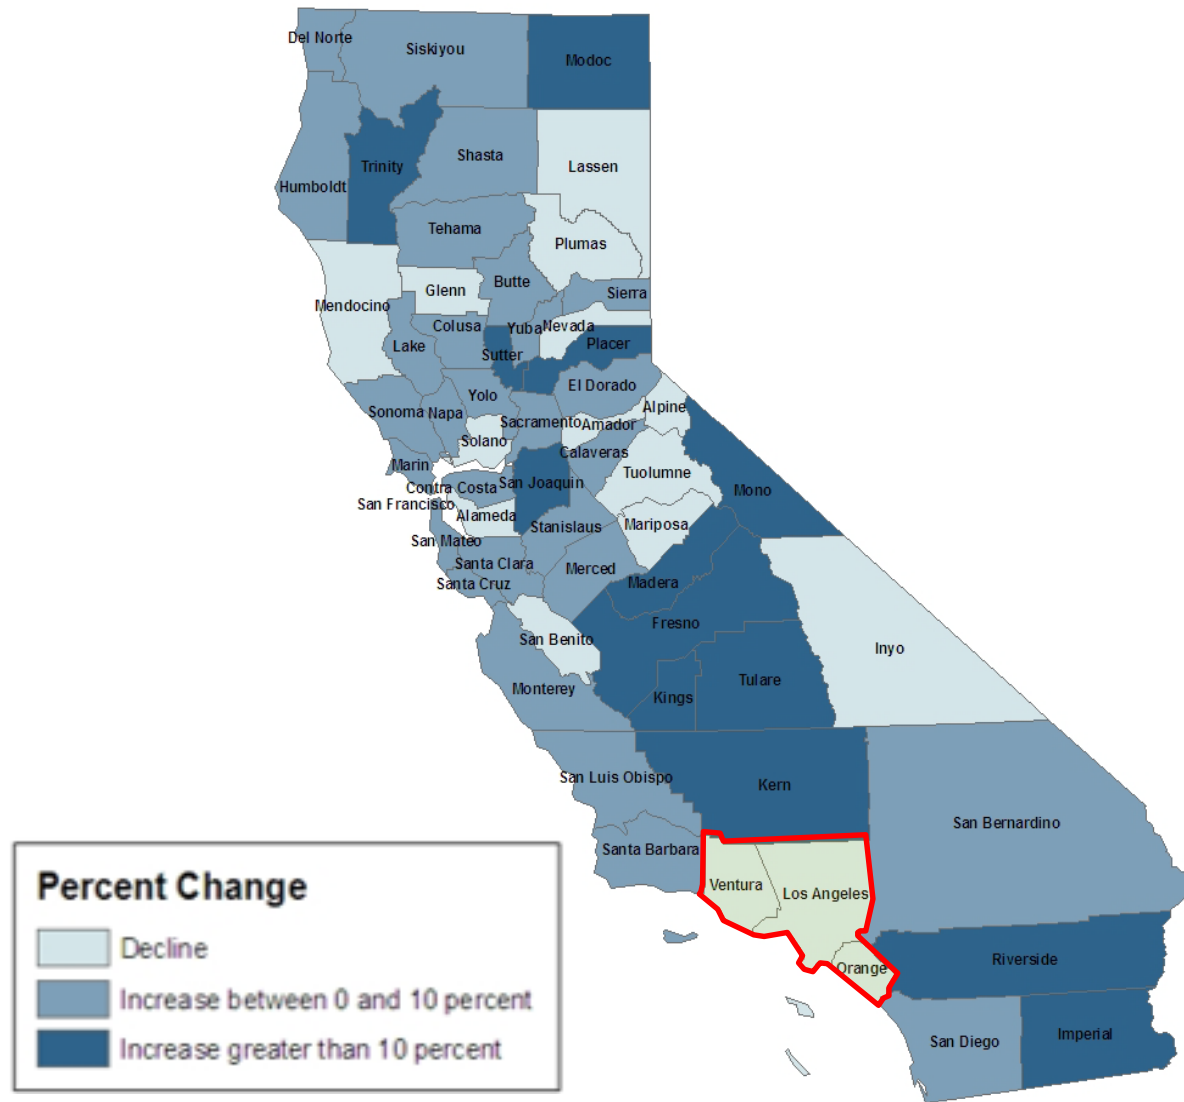 Del Norte
Siskiyou
Modoc
Trinity
Shasta
Lassen
Humboldt
Tehama
Plumas
Butte
Glenn
Sierra
Mendocino
Colusa
Yuba
Nevada
Lake
Sutter
Placer
El Dorado
Yolo
Sonoma
Napa
Alpine
Sacramento
Amador
Solano
Calaveras
Marin
Tuolumne
Contra Costa
San Joaquin
Mono
San Francisco
Alameda
Stanislaus
Mariposa
San Mateo
Santa Clara
Merced
Santa Cruz
Madera
Fresno
San Benito
Inyo
Monterey
Kings
Tulare
San Luis Obispo
Kern
San Bernardino
Santa Barbara
Ventura
Los Angeles
Orange
Riverside
San Diego
Imperial
Percent Change
Decline
Increase between 0 and 10 percent
Increase greater than 10 percent